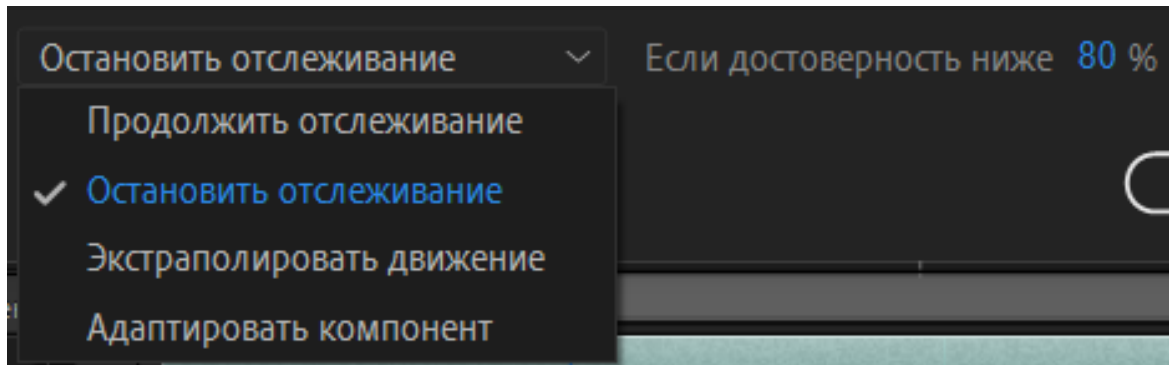 Остановить отслеживание Если достоверность ниже 80 %
Продолжить отслеживание
Остановить отслеживание
Экстраполировать движение
Адаптировать компонент